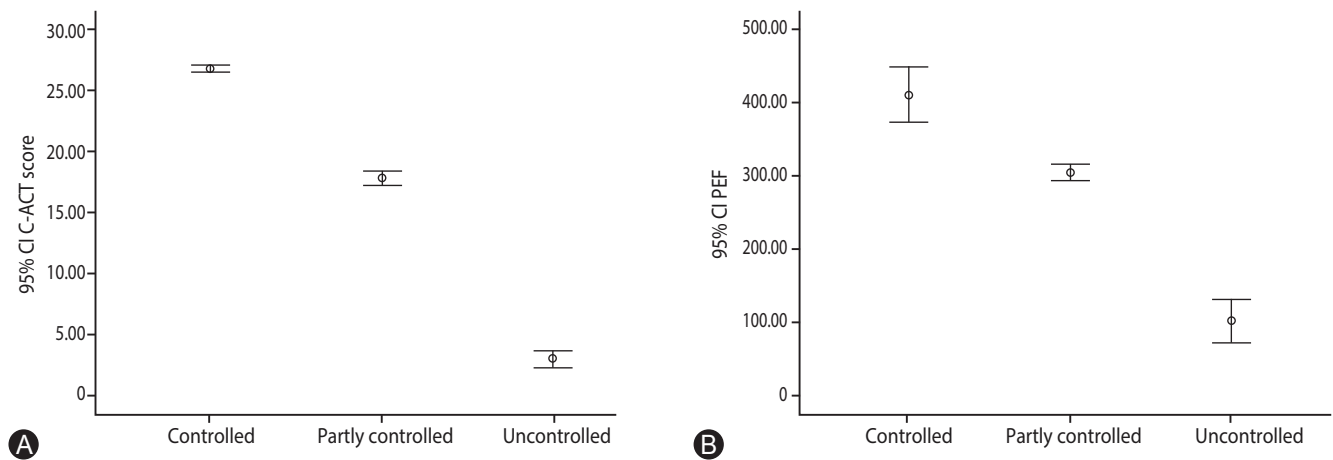 30.00
25.00
20.00
15.00
10.00
5.00
0
95% CI C-ACT score
Controlled
Partly controlled
Uncontrolled
A
500.00
400.00
300.00
200.00
100.00
0
95% CI PEF
Controlled
Partly controlled
Uncontrolled
B